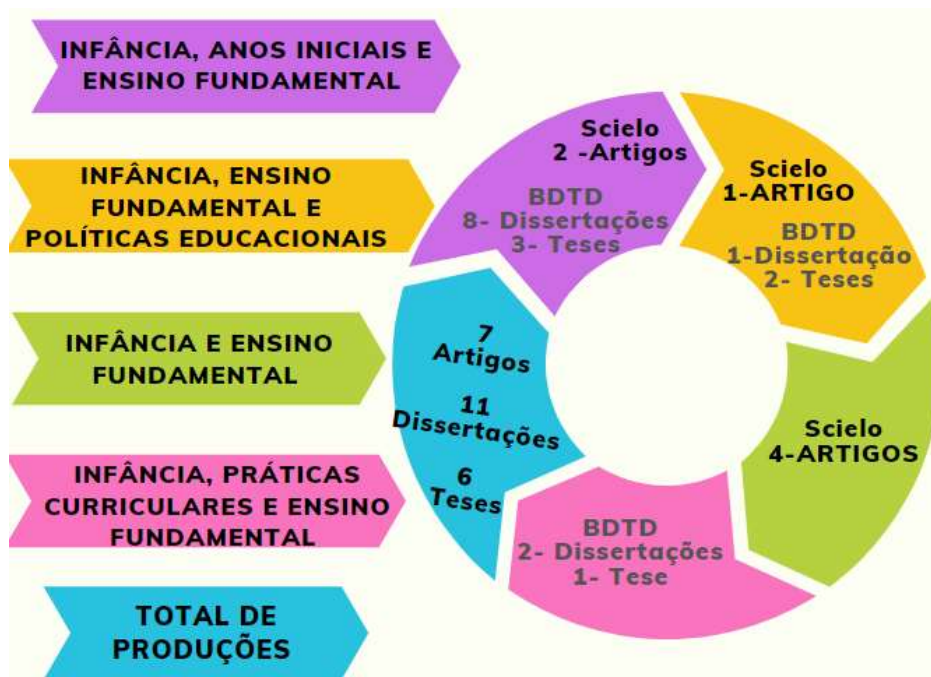 INFÂNCIA, ANOS INICIAIS E
ENSINO FUNDAMENTAL
INFÂNCIA, ENSINO
FUNDAMENTAL E
POLÍTICAS EDUCACIONAIS
INFÂNCIA E ENSINO
FUNDAMENTAL
INFÂNCIA, PRÁTICAS
CURRICULARES E ENSINO
FUNDAMENTAL
TOTAL DE
PRODUÇÕES
Scielo
2 -Artigos
BDTD
8- Dissertações
3- Teses
Scielo
1-ARTIGO
BDTD
1-Dissertação
2- Teses
Scielo
4-ARTIGOS
BDTD
2- Dissertações
1- Tese
7
Artigos
11
Dissertações
6
Teses